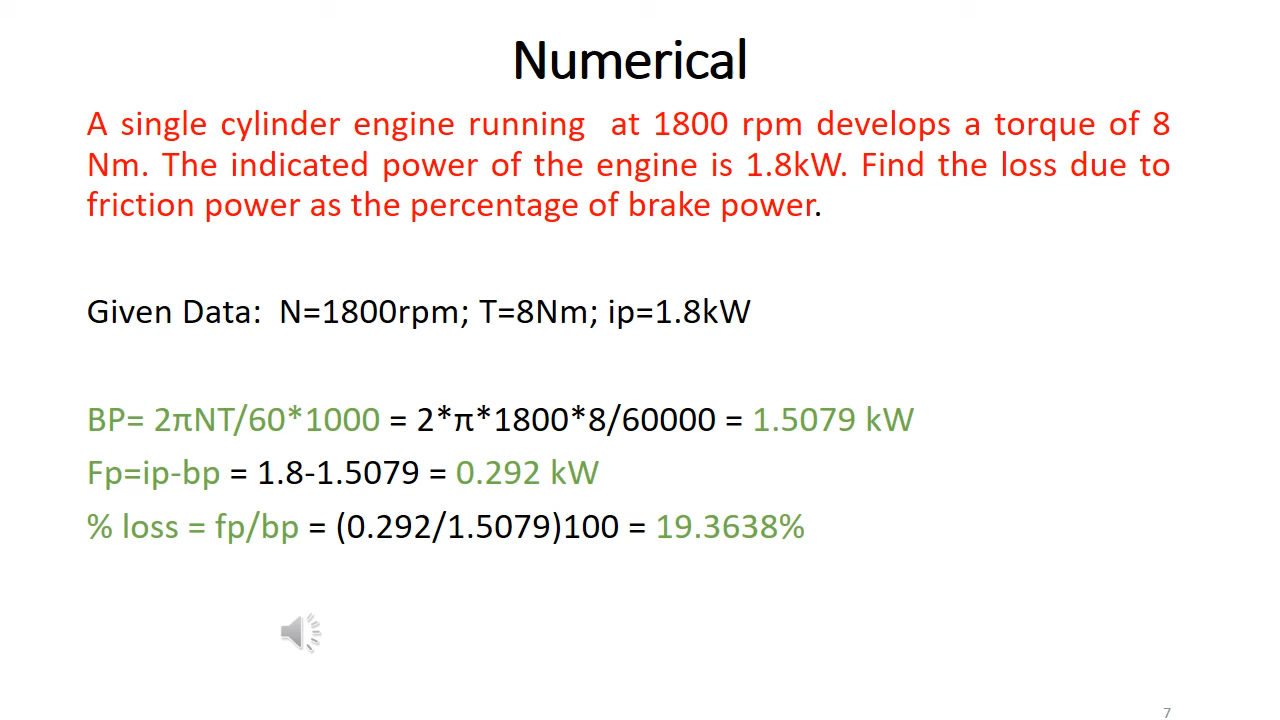 Numerical
A single cylinder engine running at 1800 rpm develops a torque of 8
Nm. The indicated power of the engine is 1.8kW. Find the loss due to
friction power as the percentage of brake power.
Given Data: N=1800rpm; T=8Nm; ip=1.8kW
BP= 2πNT/60*1000 = 2*π*1800*8/60000 = 1.5079 kW
Fp=ip-bp = 1.8-1.5079 = 0.292 kW
% loss = fp/bp = (0.292/1.5079)100 = 19.3638%
7